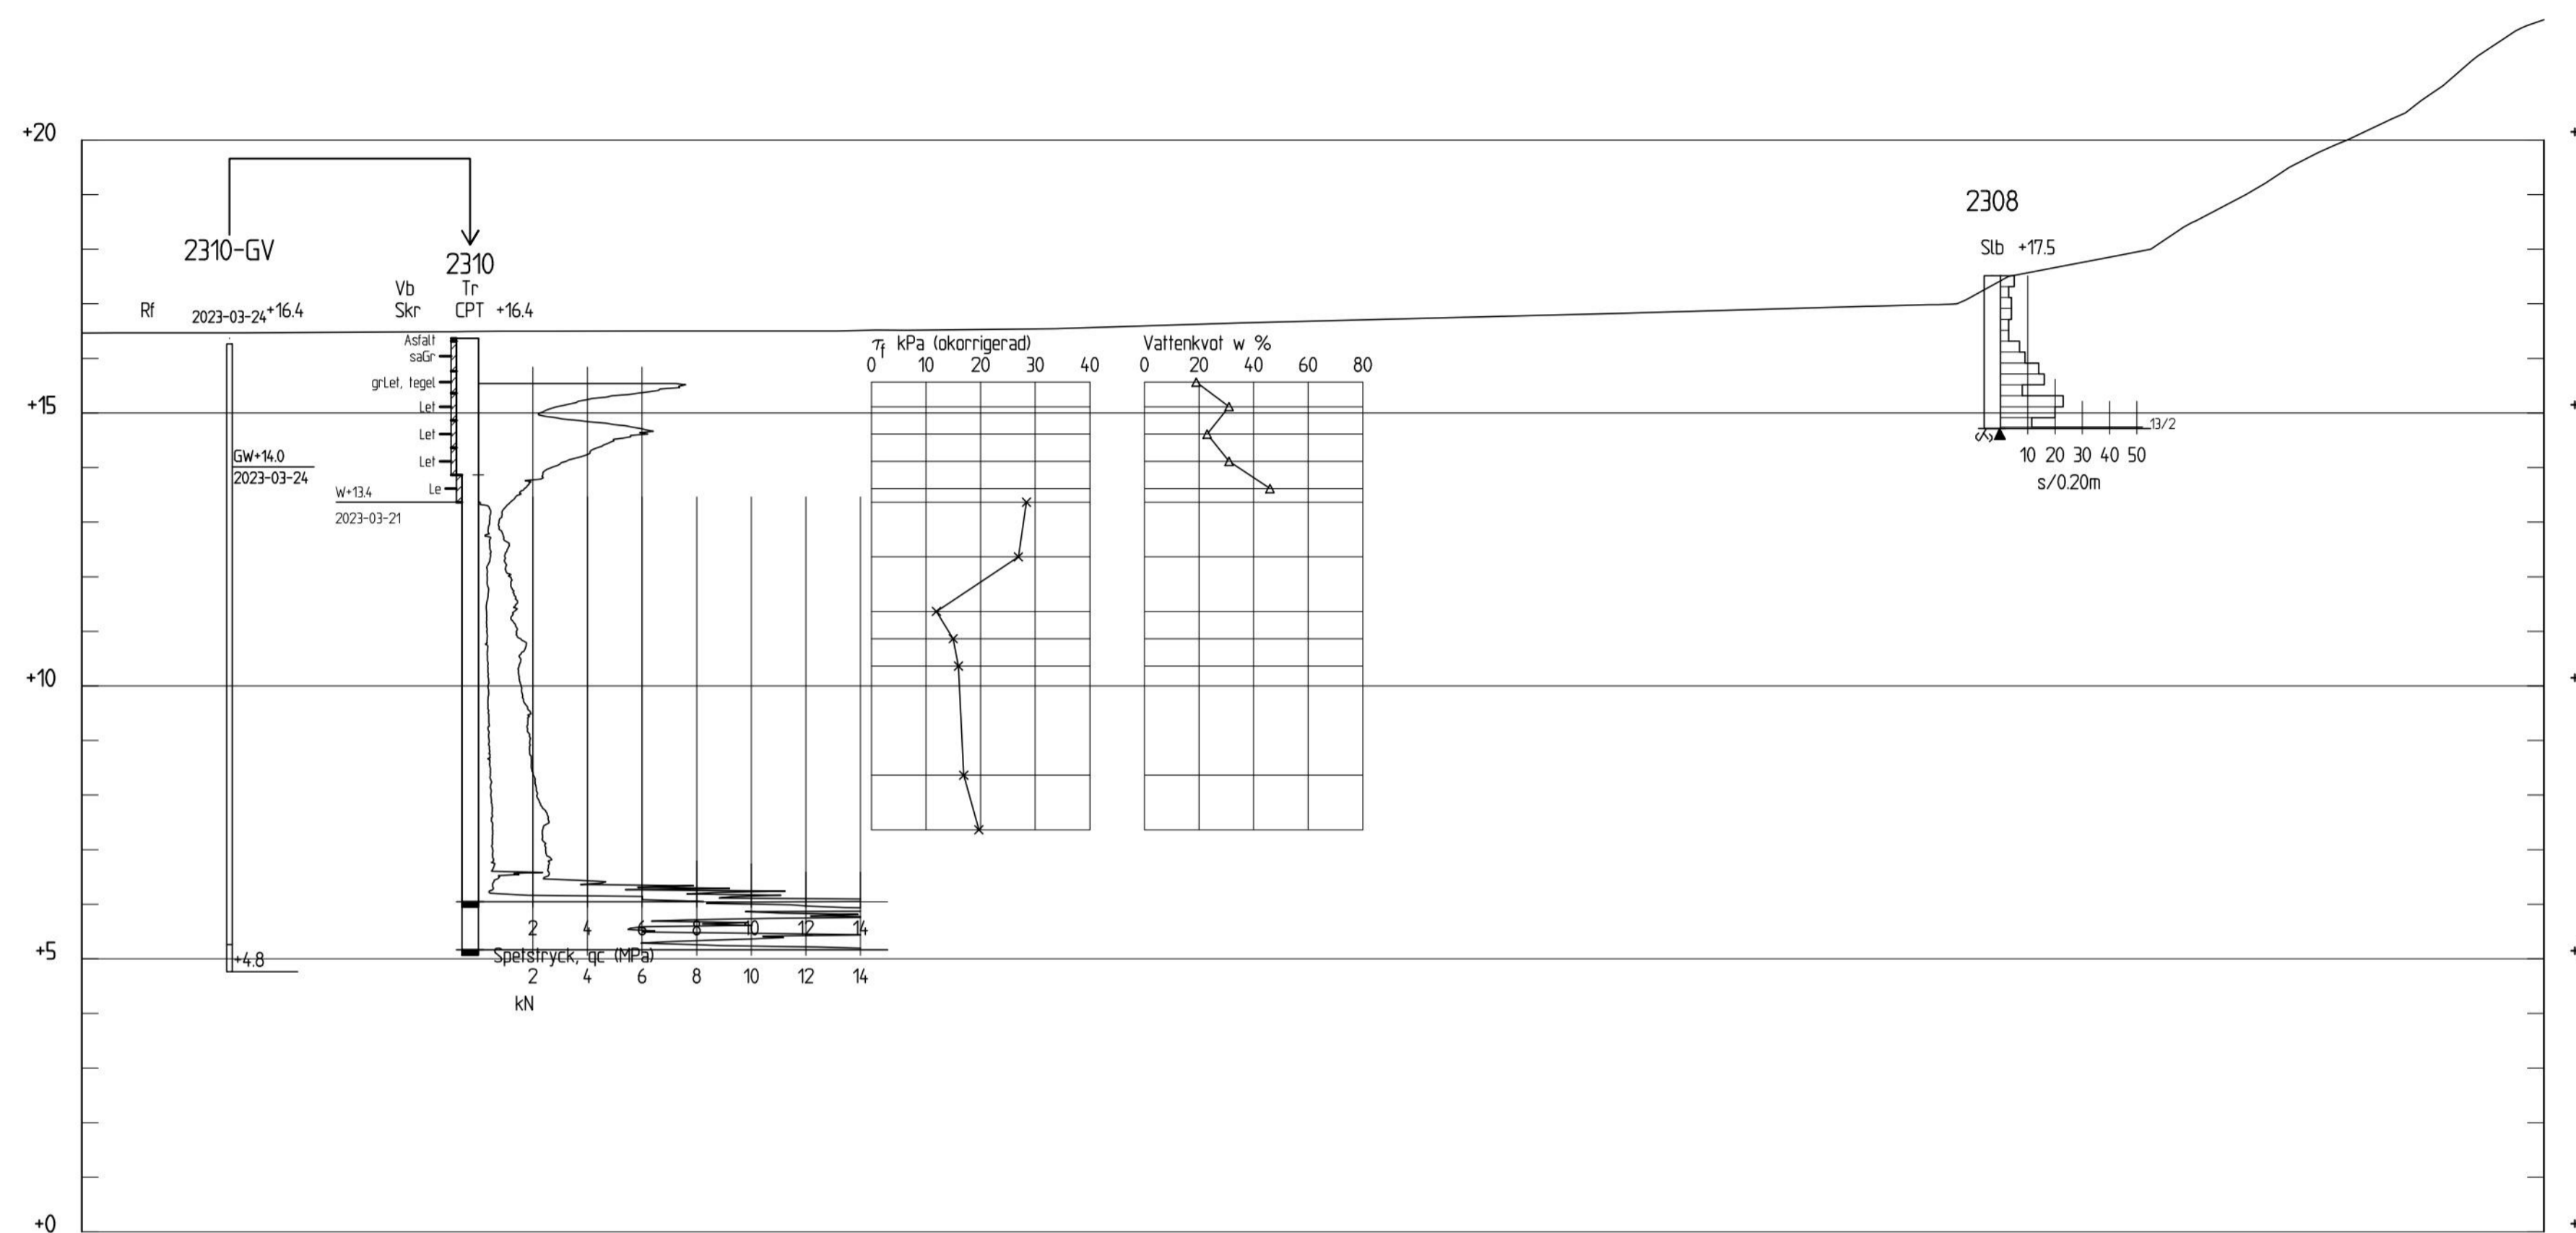 +20
2308
2310-GV
2310
Slb +17.5
Vb Tr
Rf 2023-03-24 +16.4 Skr CPT +16.4
Asfalt
saGr
τf kPa (okorrigerad)
0 10 20 30 40
Vattenkvot w %
0 20 40 60 80
grLet, tegel
+15
Let
13/2
Let
10 20 30 40 50
s/0.20m
GW+14.0
2023-03-24
Let
Le
W+13.4
2023-03-21
+10
2 4 6 8 10 12 14
+5
+4.8
Spetstryck, qc (MPa)
2 4 6 8 10 12 14
kN
+0